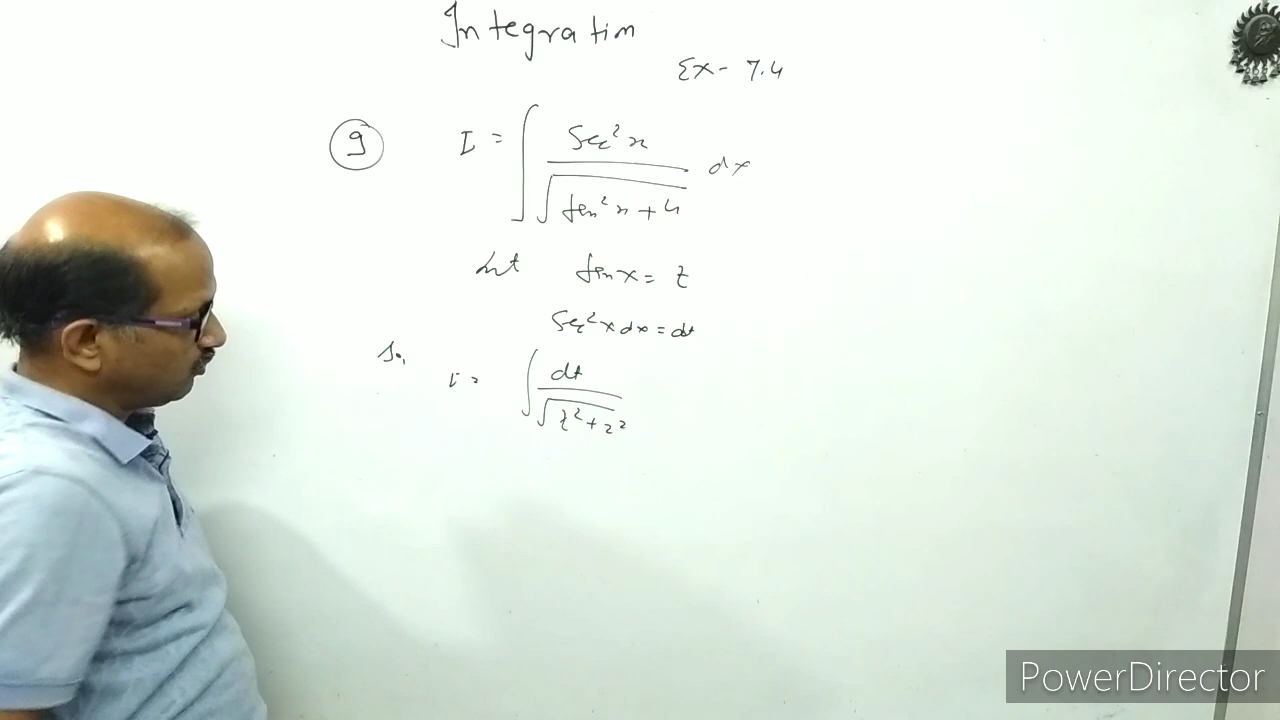 Integration
Ex - 7.4
9 I = ∫ Sec²x / √(tan²x + 4) dx
Let tan x = t
Sec²x dx = dt
So, I = ∫ dt / √(t² + 2²)
PowerDirector